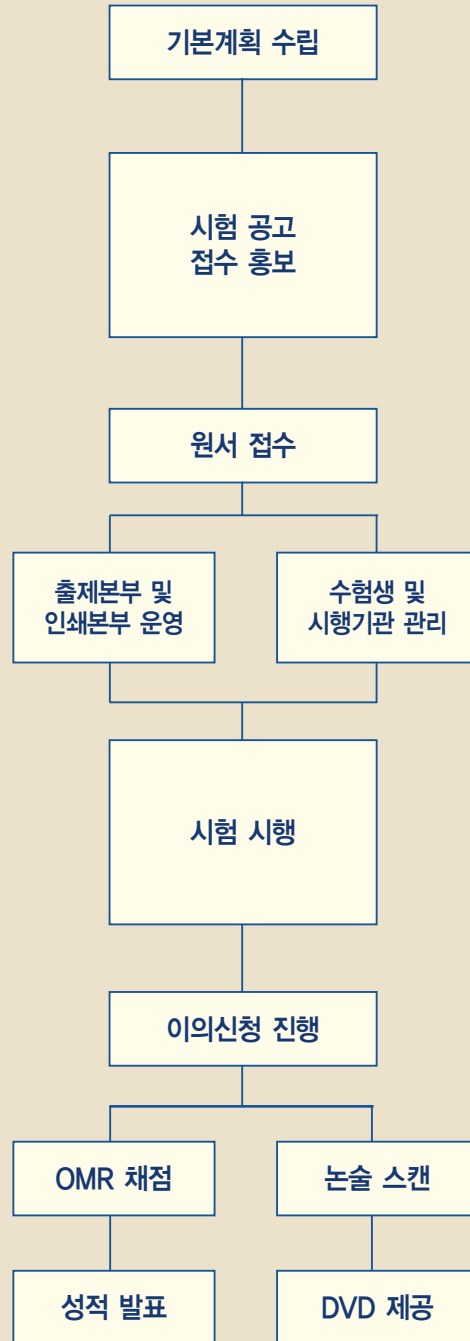 기본계획 수립
시험 공고
접수 홍보
원서 접수
출제본부 및
인쇄본부 운영
수험생 및
시행기관 관리
시험 시행
이의신청 진행
OMR 채점
논술 스캔
성적 발표
DVD 제공